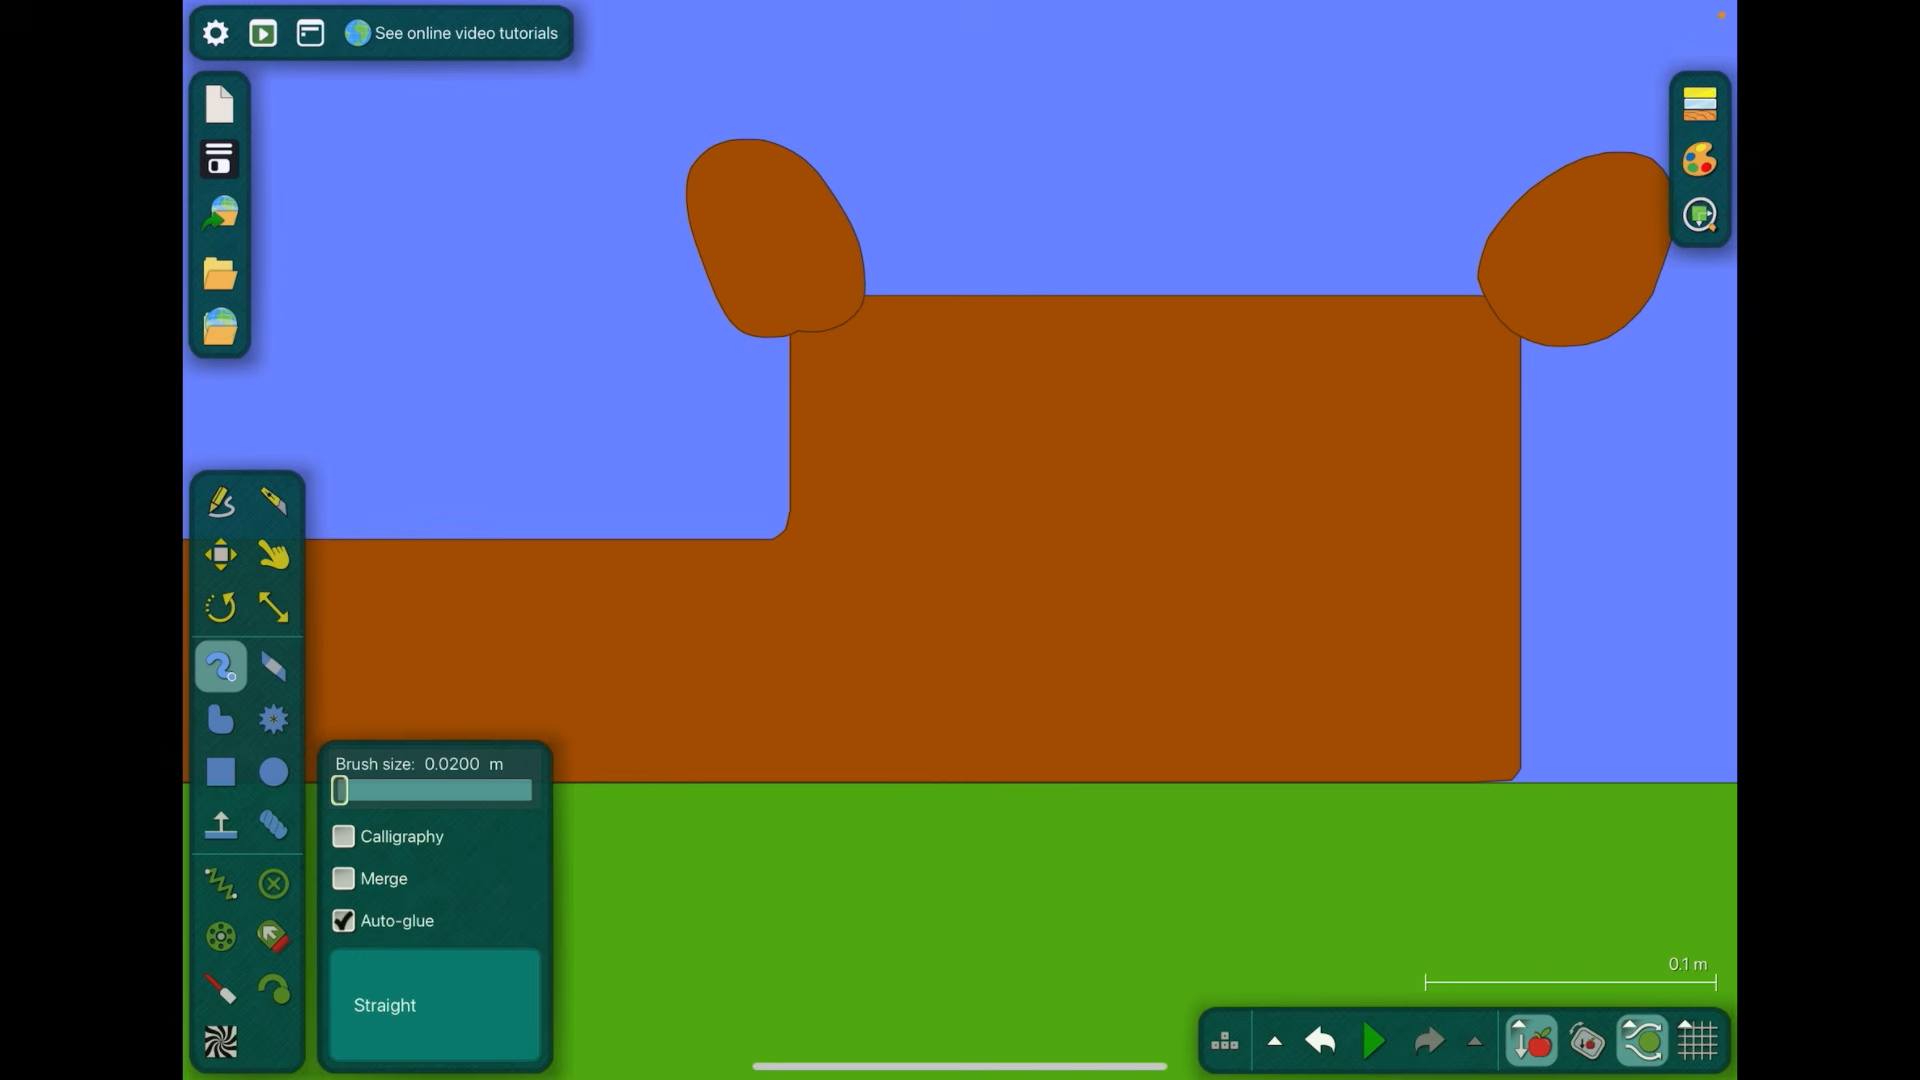 See online video tutorials
Brush size: 0.0200 m
Calligraphy
Merge
Auto-glue
Straight
0.1 m